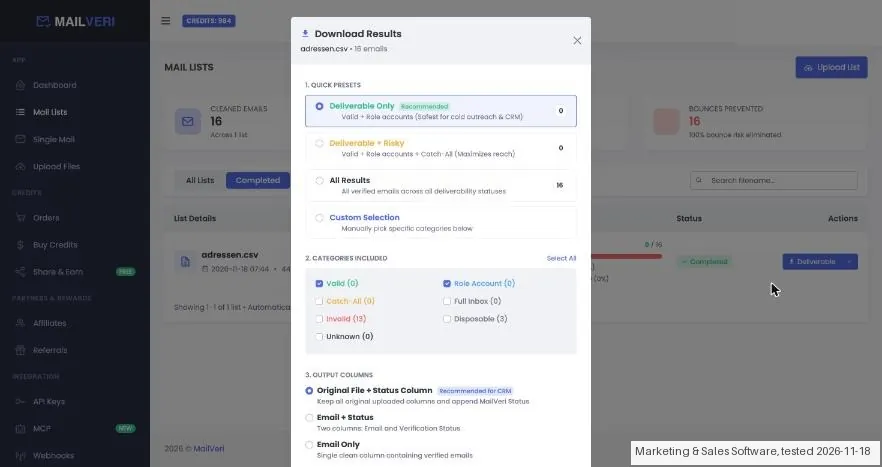 MAILVERI
CREDITS: 984
APP
Dashboard
Mail Lists
Single Mail
Upload Files
CREDITS
Orders
Buy Credits
Share & Earn FREE
PARTNERS & REWARDS
Affiliates
Referrals
INTEGRATION
API Keys
MCP NEW
Webhooks
MAIL LISTS
Upload List
CLEANED EMAILS
16
Across 1 list
BOUNCES PREVENTED
16
100% bounce risk eliminated
All Lists Completed
Search filename...
List Details Status Actions
adressen.csv
2026-11-18 07:44 • 44
0 / 16
(0%)
Completed
Deliverable
Showing 1-1 of 1 list • Automatica
2026 © MailVeri
Download Results
adressen.csv • 16 emails
1. QUICK PRESETS
Deliverable Only Recommended 0
Valid + Role accounts (Safest for cold outreach & CRM)
Deliverable + Risky 0
Valid + Role accounts + Catch-All (Maximizes reach)
All Results 16
All verified emails across all deliverability statuses
Custom Selection
Manually pick specific categories below
2. CATEGORIES INCLUDED Select All
Valid (0) Role Account (0)
Catch-All (0) Full Inbox (0)
Invalid (13) Disposable (3)
Unknown (0)
3. OUTPUT COLUMNS
Original File + Status Column Recommended for CRM
Keep all original uploaded columns and append MailVeri Status
Email + Status
Two columns: Email and Verification Status
Email Only
Single clean column containing verified emails
Marketing & Sales Software, tested 2026-11-18